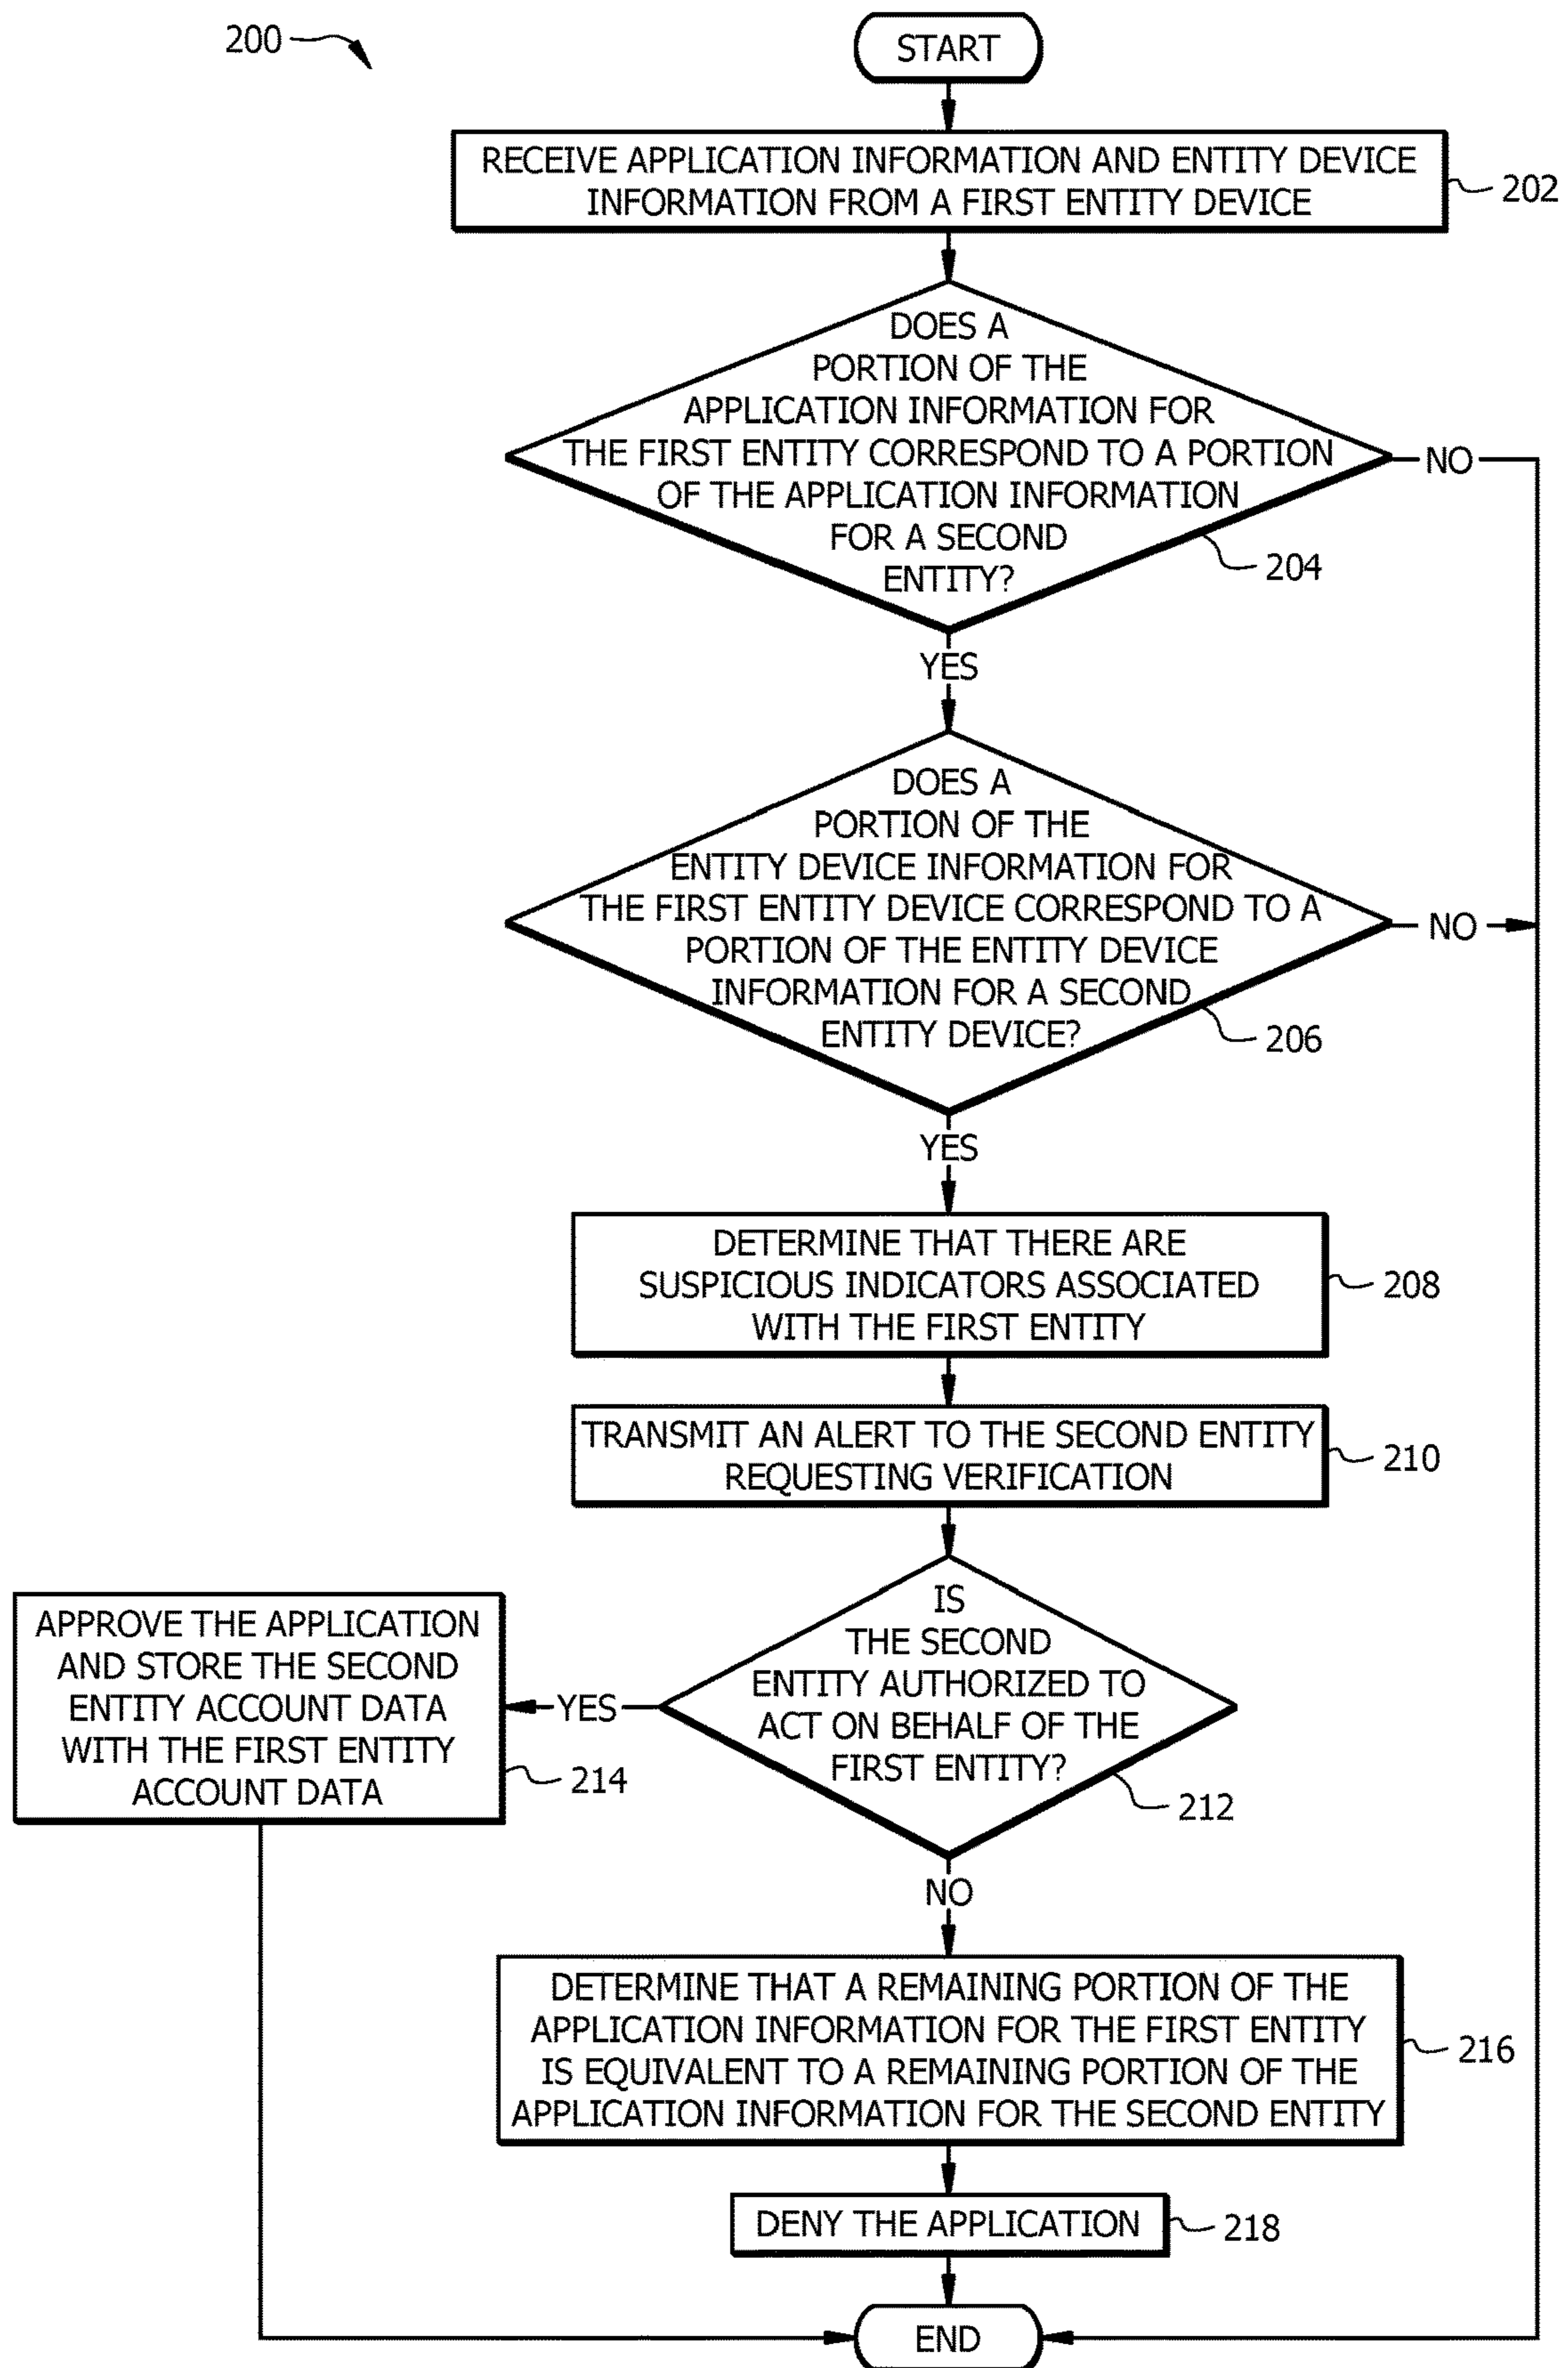 200
START
RECEIVE APPLICATION INFORMATION AND ENTITY DEVICE
INFORMATION FROM A FIRST ENTITY DEVICE
202
DOES A
PORTION OF THE
APPLICATION INFORMATION FOR
THE FIRST ENTITY CORRESPOND TO A PORTION
OF THE APPLICATION INFORMATION
FOR A SECOND
ENTITY?
NO
204
YES
DOES A
PORTION OF THE
ENTITY DEVICE INFORMATION FOR
THE FIRST ENTITY DEVICE CORRESPOND TO A
PORTION OF THE ENTITY DEVICE
INFORMATION FOR A SECOND
ENTITY DEVICE?
NO
206
YES
DETERMINE THAT THERE ARE
SUSPICIOUS INDICATORS ASSOCIATED
WITH THE FIRST ENTITY
208
TRANSMIT AN ALERT TO THE SECOND ENTITY
REQUESTING VERIFICATION
210
IS
THE SECOND
ENTITY AUTHORIZED TO
ACT ON BEHALF OF THE
FIRST ENTITY?
212
YES
APPROVE THE APPLICATION
AND STORE THE SECOND
ENTITY ACCOUNT DATA
WITH THE FIRST ENTITY
ACCOUNT DATA
214
NO
DETERMINE THAT A REMAINING PORTION OF THE
APPLICATION INFORMATION FOR THE FIRST ENTITY
IS EQUIVALENT TO A REMAINING PORTION OF THE
APPLICATION INFORMATION FOR THE SECOND ENTITY
216
DENY THE APPLICATION
218
END